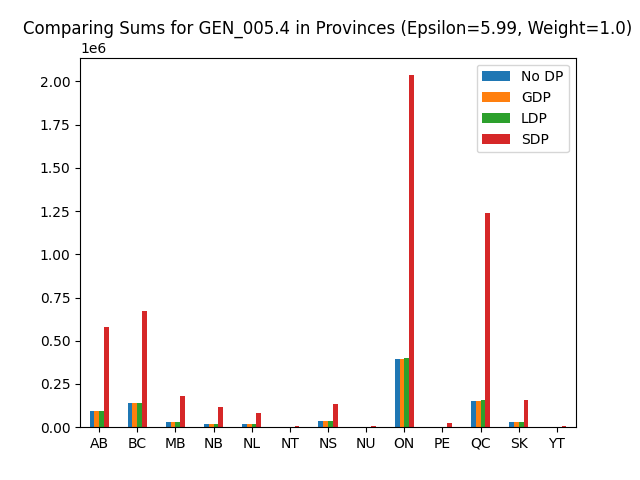 Comparing Sums for GEN_005.4 in Provinces (Epsilon=5.99, Weight=1.0)
1e6
2.00
1.75
1.50
1.25
1.00
0.75
0.50
0.25
0.00
No DP
GDP
LDP
SDP
AB BC MB NB NL NT NS NU ON PE QC SK YT